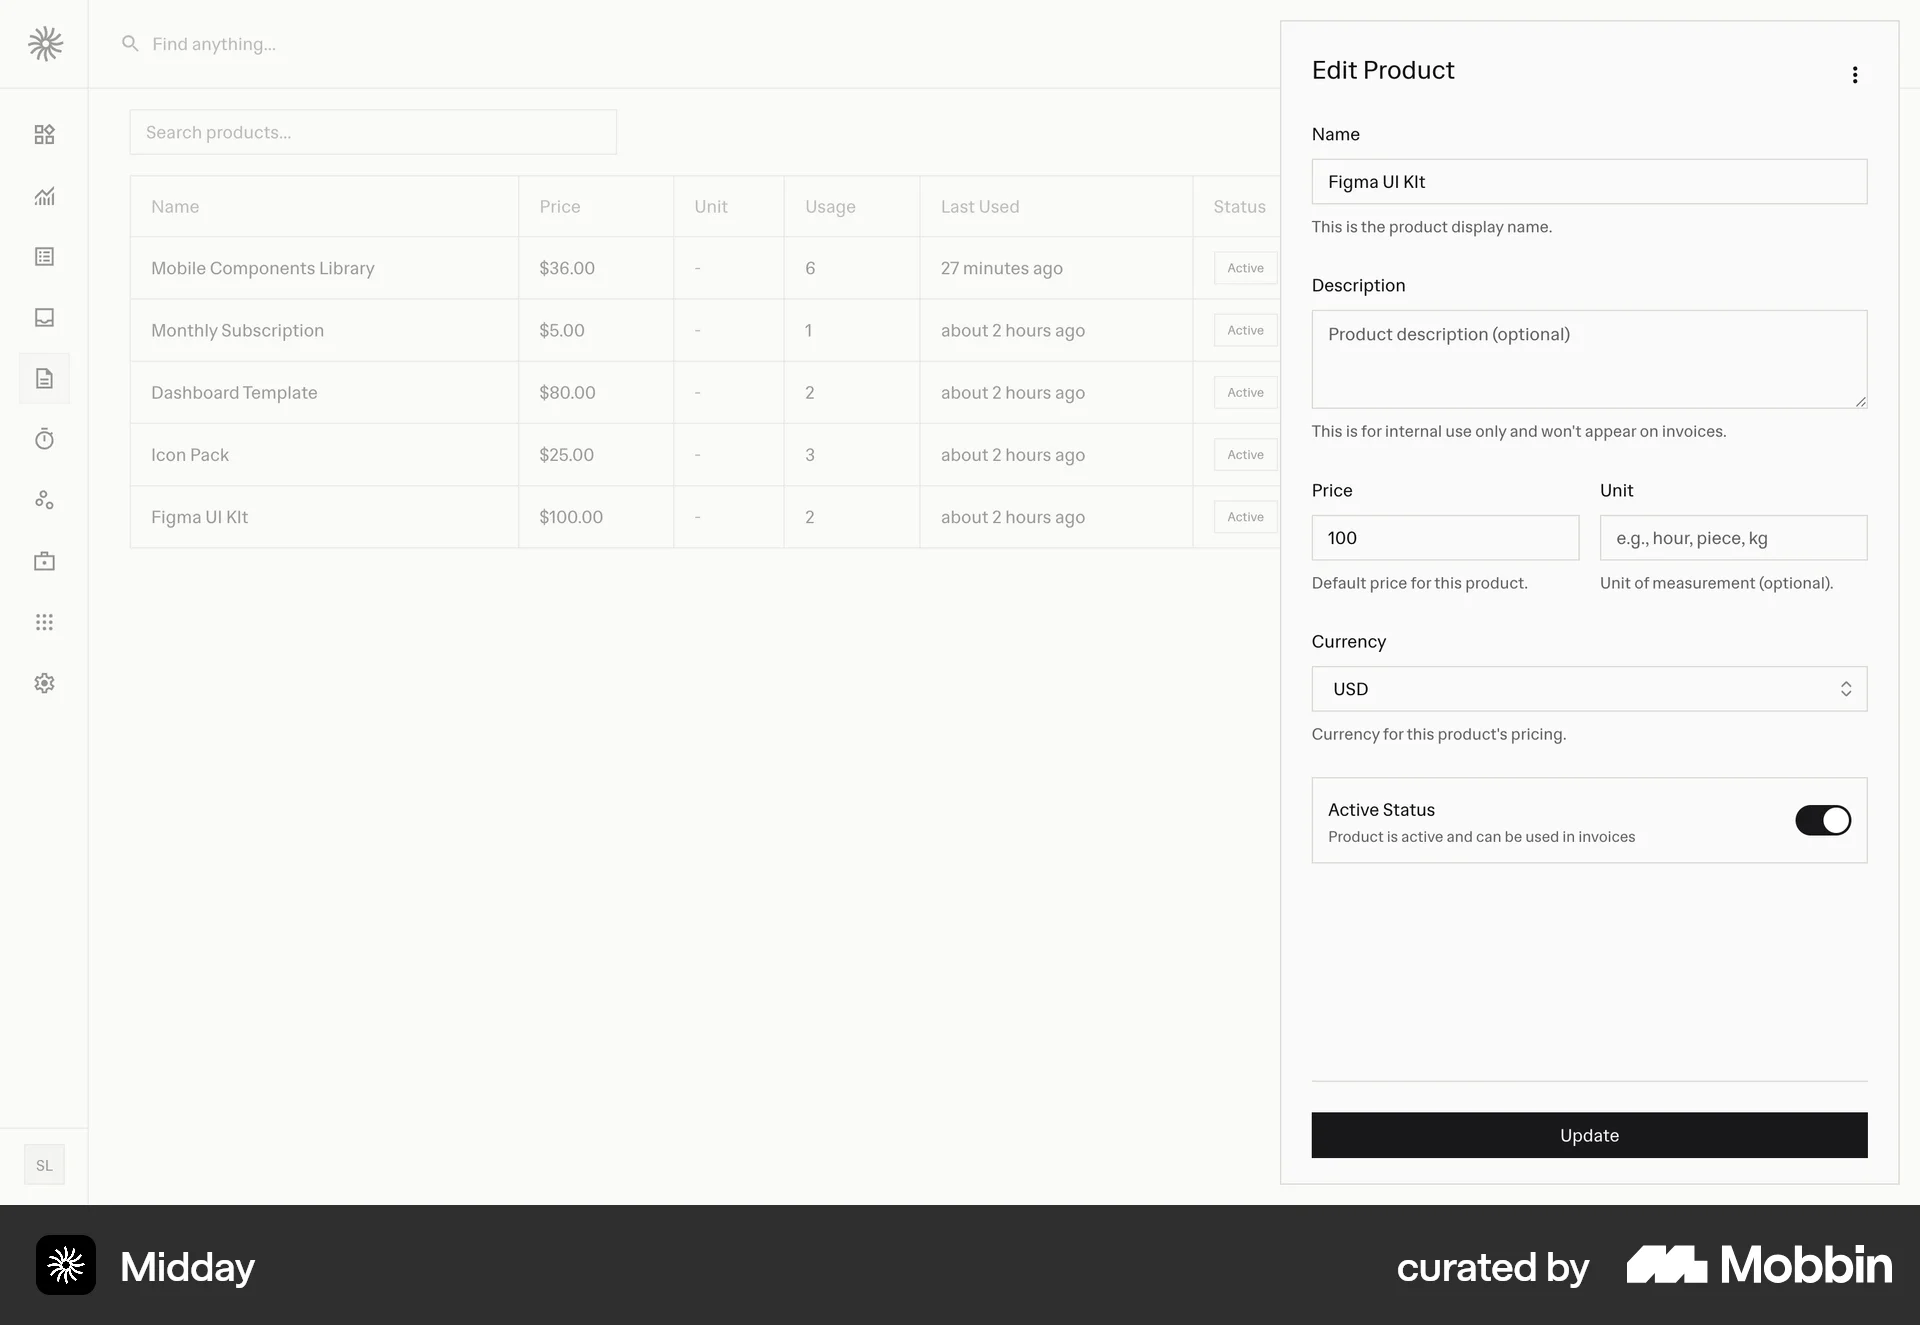 Find anything...
Search products...
Name Price Unit Usage Last Used Status
Mobile Components Library $36.00 - 6 27 minutes ago Active
Monthly Subscription $5.00 - 1 about 2 hours ago Active
Dashboard Template $80.00 - 2 about 2 hours ago Active
Icon Pack $25.00 - 3 about 2 hours ago Active
Figma UI KIt $100.00 - 2 about 2 hours ago Active
SL
Edit Product
Name
Figma UI KIt
This is the product display name.
Description
Product description (optional)
This is for internal use only and won't appear on invoices.
Price Unit
100 e.g., hour, piece, kg
Default price for this product. Unit of measurement (optional).
Currency
USD
Currency for this product's pricing.
Active Status
Product is active and can be used in invoices
Update
Midday curated by Mobbin